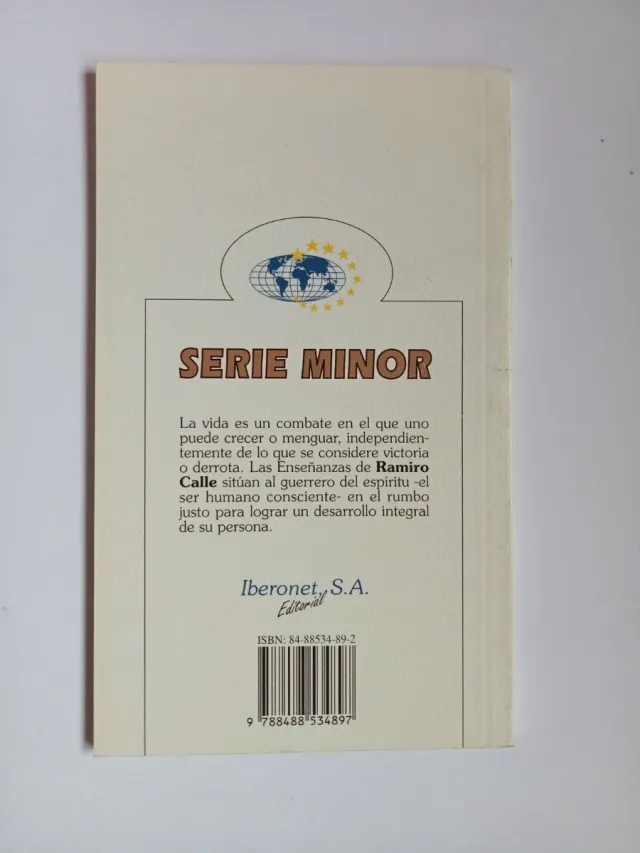 SERIE MINOR
La vida es un combate en el que uno
puede crecer o menguar, independien-
temente de lo que se considere victoria
o derrota. Las Enseñanzas de Ramiro
Calle sitúan al guerrero del espíritu -el
ser humano consciente- en el rumbo
justo para lograr un desarrollo integral
de su persona.
Iberonet, S.A.
Editorial
ISBN: 84-88534-89-2
9 788488 534897